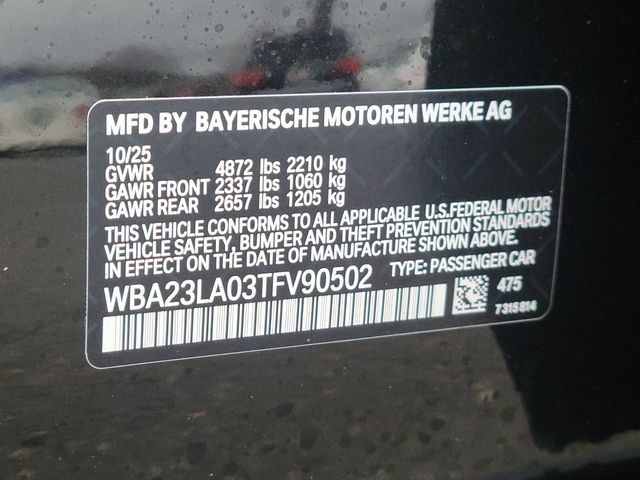 MFD BY BAYERISCHE MOTOREN WERKE AG
10/25
GVWR 4872 lbs 2210 kg
GAWR FRONT 2337 lbs 1060 kg
GAWR REAR 2657 lbs 1205 kg
THIS VEHICLE CONFORMS TO ALL APPLICABLE U.S.FEDERAL MOTOR
VEHICLE SAFETY, BUMPER AND THEFT PREVENTION STANDARDS
IN EFFECT ON THE DATE OF MANUFACTURE SHOWN ABOVE.
WBA23LA03TFV90502 TYPE: PASSENGER CAR
475
7315814